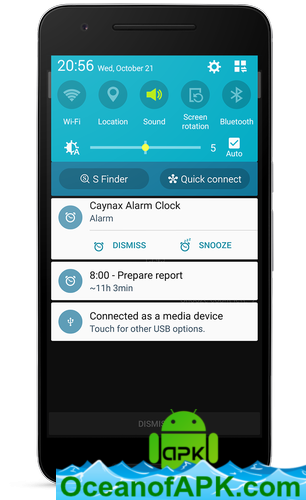 20:56 Wed, October 21
Wi-Fi Location Sound Screen rotation Bluetooth
A 5 Auto
S Finder Quick connect
Caynax Alarm Clock
Alarm
DISMISS SNOOZE
8:00 - Prepare report
~11h 3min
Connected as a media device
Touch for other USB options.
DISMIS
APK
OceanofAPK.com